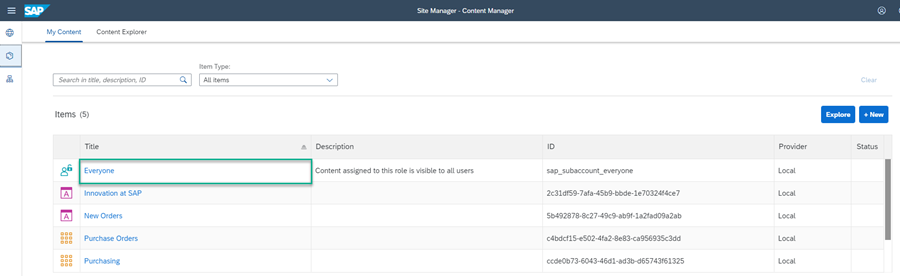 SAP Site Manager - Content Manager
My Content Content Explorer
Item Type:
Search in title, description, ID All items Clear
Items (5) Explore + New
Title Description ID Provider Status
Everyone Content assigned to this role is visible to all users sap_subaccount_everyone Local
A Innovation at SAP 2c31df59-7afa-45b9-bbde-1e70324f4ce7 Local
A New Orders 5b492878-8c27-49c9-ab9f-1a2fad09a2ab Local
Purchase Orders c4bdcf15-e502-4fa2-8e83-ca956935c3dd Local
Purchasing ccde0b73-6043-46d1-ad3b-d65743f61325 Local